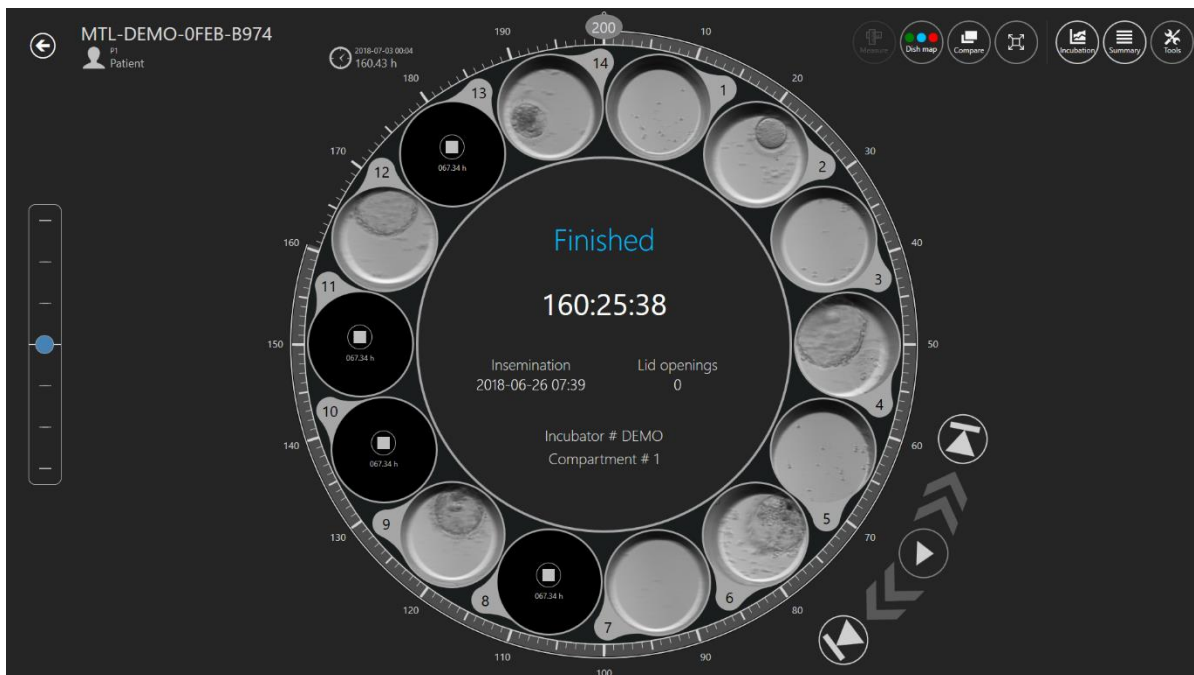 MTL-DEMO-0FEB-B974
P1
Patient
2018-07-03 00:04
160,43 h
Measure
Dish map
Compare
Incubation
Summary
Tools
200
10
20
30
40
50
60
70
80
90
100
110
120
130
140
150
160
170
180
190
14
1
2
3
4
5
6
7
8
067.34 h
9
10
067.34 h
11
067.34 h
12
13
067.34 h
Finished
160:25:38
Insemination
2018-06-26 07:39
Lid openings
0
Incubator # DEMO
Compartment # 1